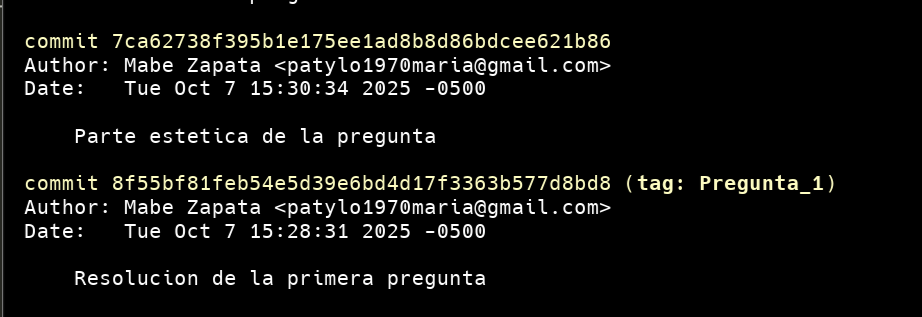 commit 7ca62738f395b1e175ee1ad8b8d86bdcee621b86
Author: Mabe Zapata <patylo1970maria@gmail.com>
Date:   Tue Oct 7 15:30:34 2025 -0500
Parte estetica de la pregunta
commit 8f55bf81feb54e5d39e6bd4d17f3363b577d8bd8 (tag: Pregunta_1)
Author: Mabe Zapata <patylo1970maria@gmail.com>
Date:   Tue Oct 7 15:28:31 2025 -0500
Resolucion de la primera pregunta